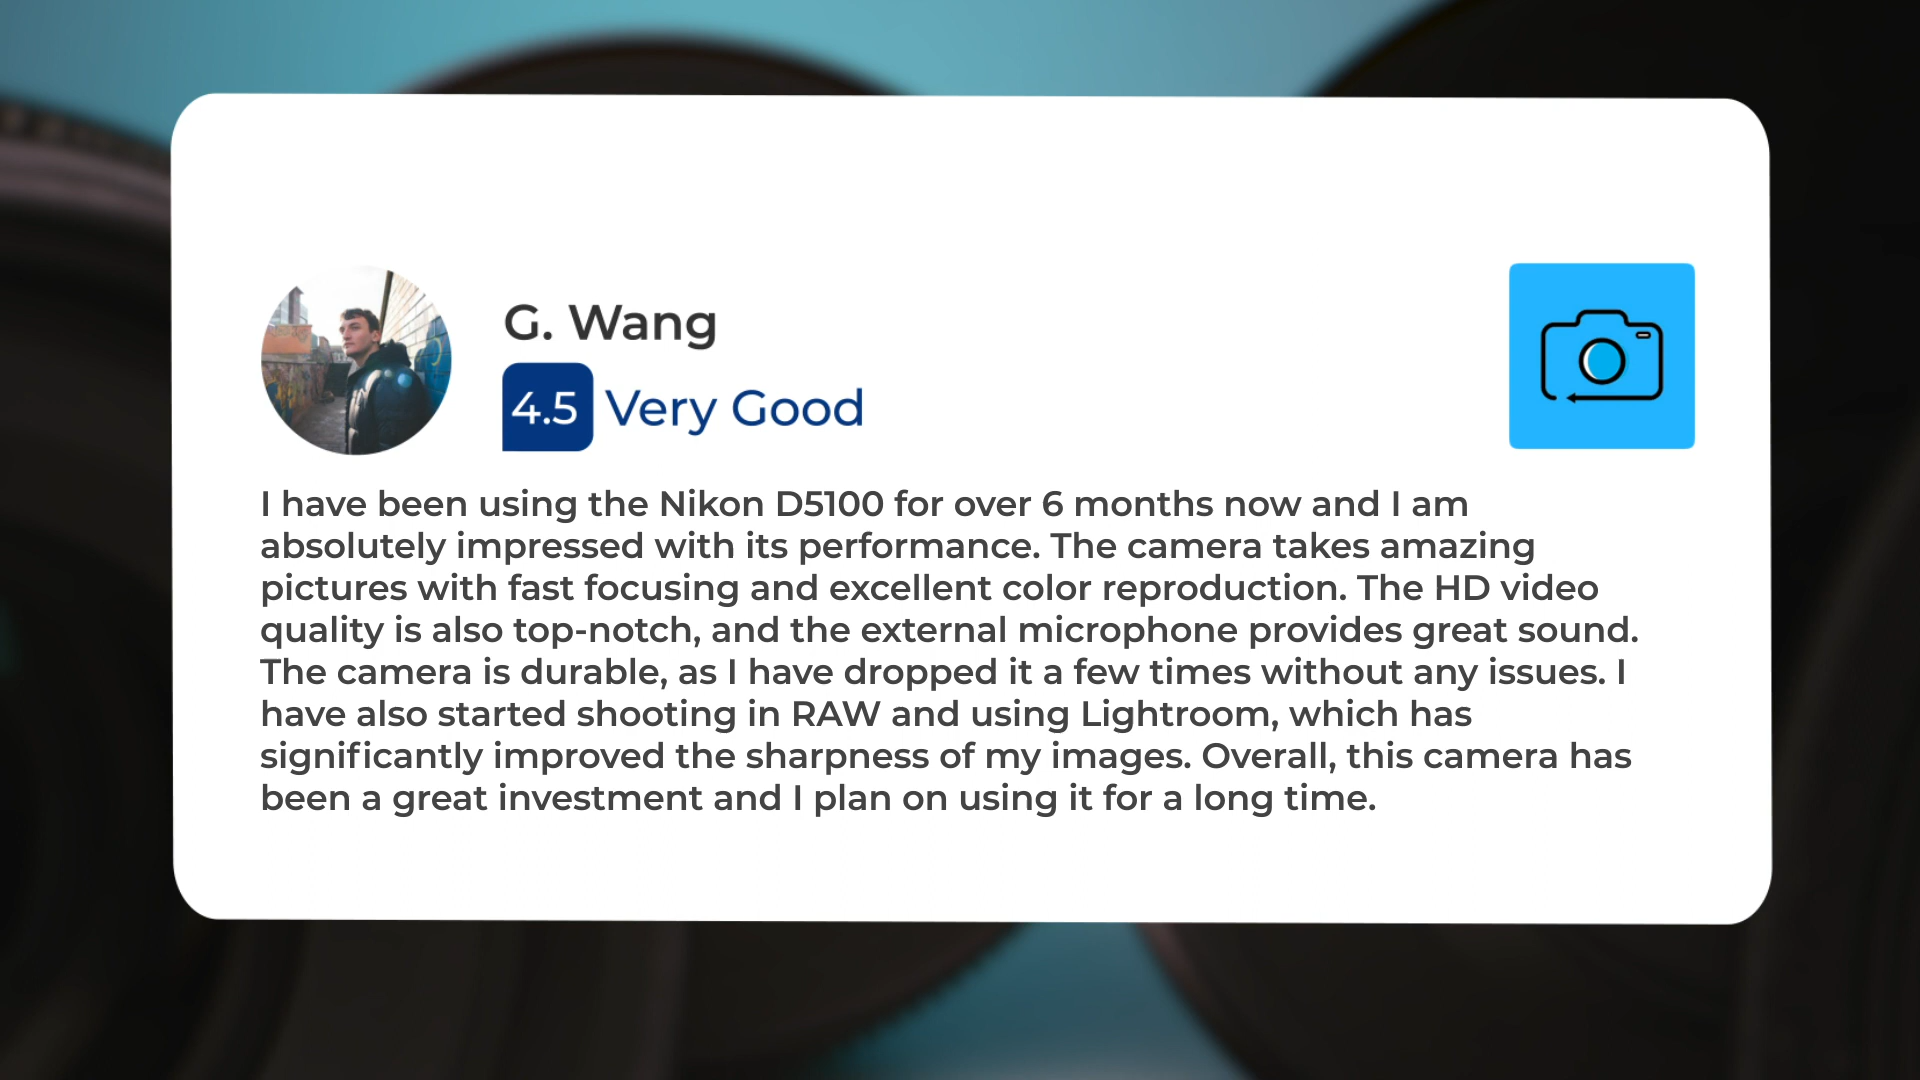 G. Wang
4.5 Very Good
I have been using the Nikon D5100 for over 6 months now and I am
absolutely impressed with its performance. The camera takes amazing
pictures with fast focusing and excellent color reproduction. The HD video
quality is also top-notch, and the external microphone provides great sound.
The camera is durable, as I have dropped it a few times without any issues. I
have also started shooting in RAW and using Lightroom, which has
significantly improved the sharpness of my images. Overall, this camera has
been a great investment and I plan on using it for a long time.